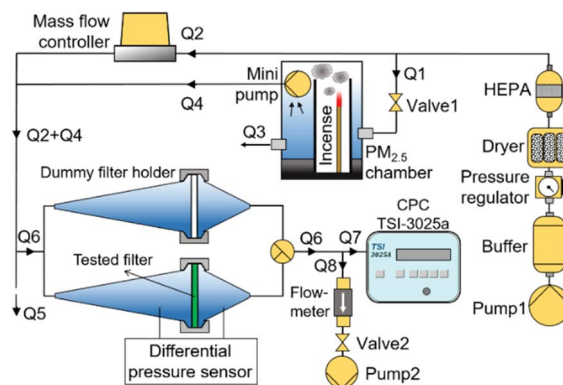 Mass flow
controller
Q2
Q1
Valve1
HEPA
Dryer
Pressure
regulator
Buffer
Pump1
Mini
pump
Q4
Q3
Incense
PM2.5
chamber
Q2+Q4
Dummy filter holder
Q6
Tested filter
Q5
Differential
pressure sensor
Q6
Q7
Q8
CPC
TSI-3025a
TSI
3025A
Flow-
meter
Valve2
Pump2